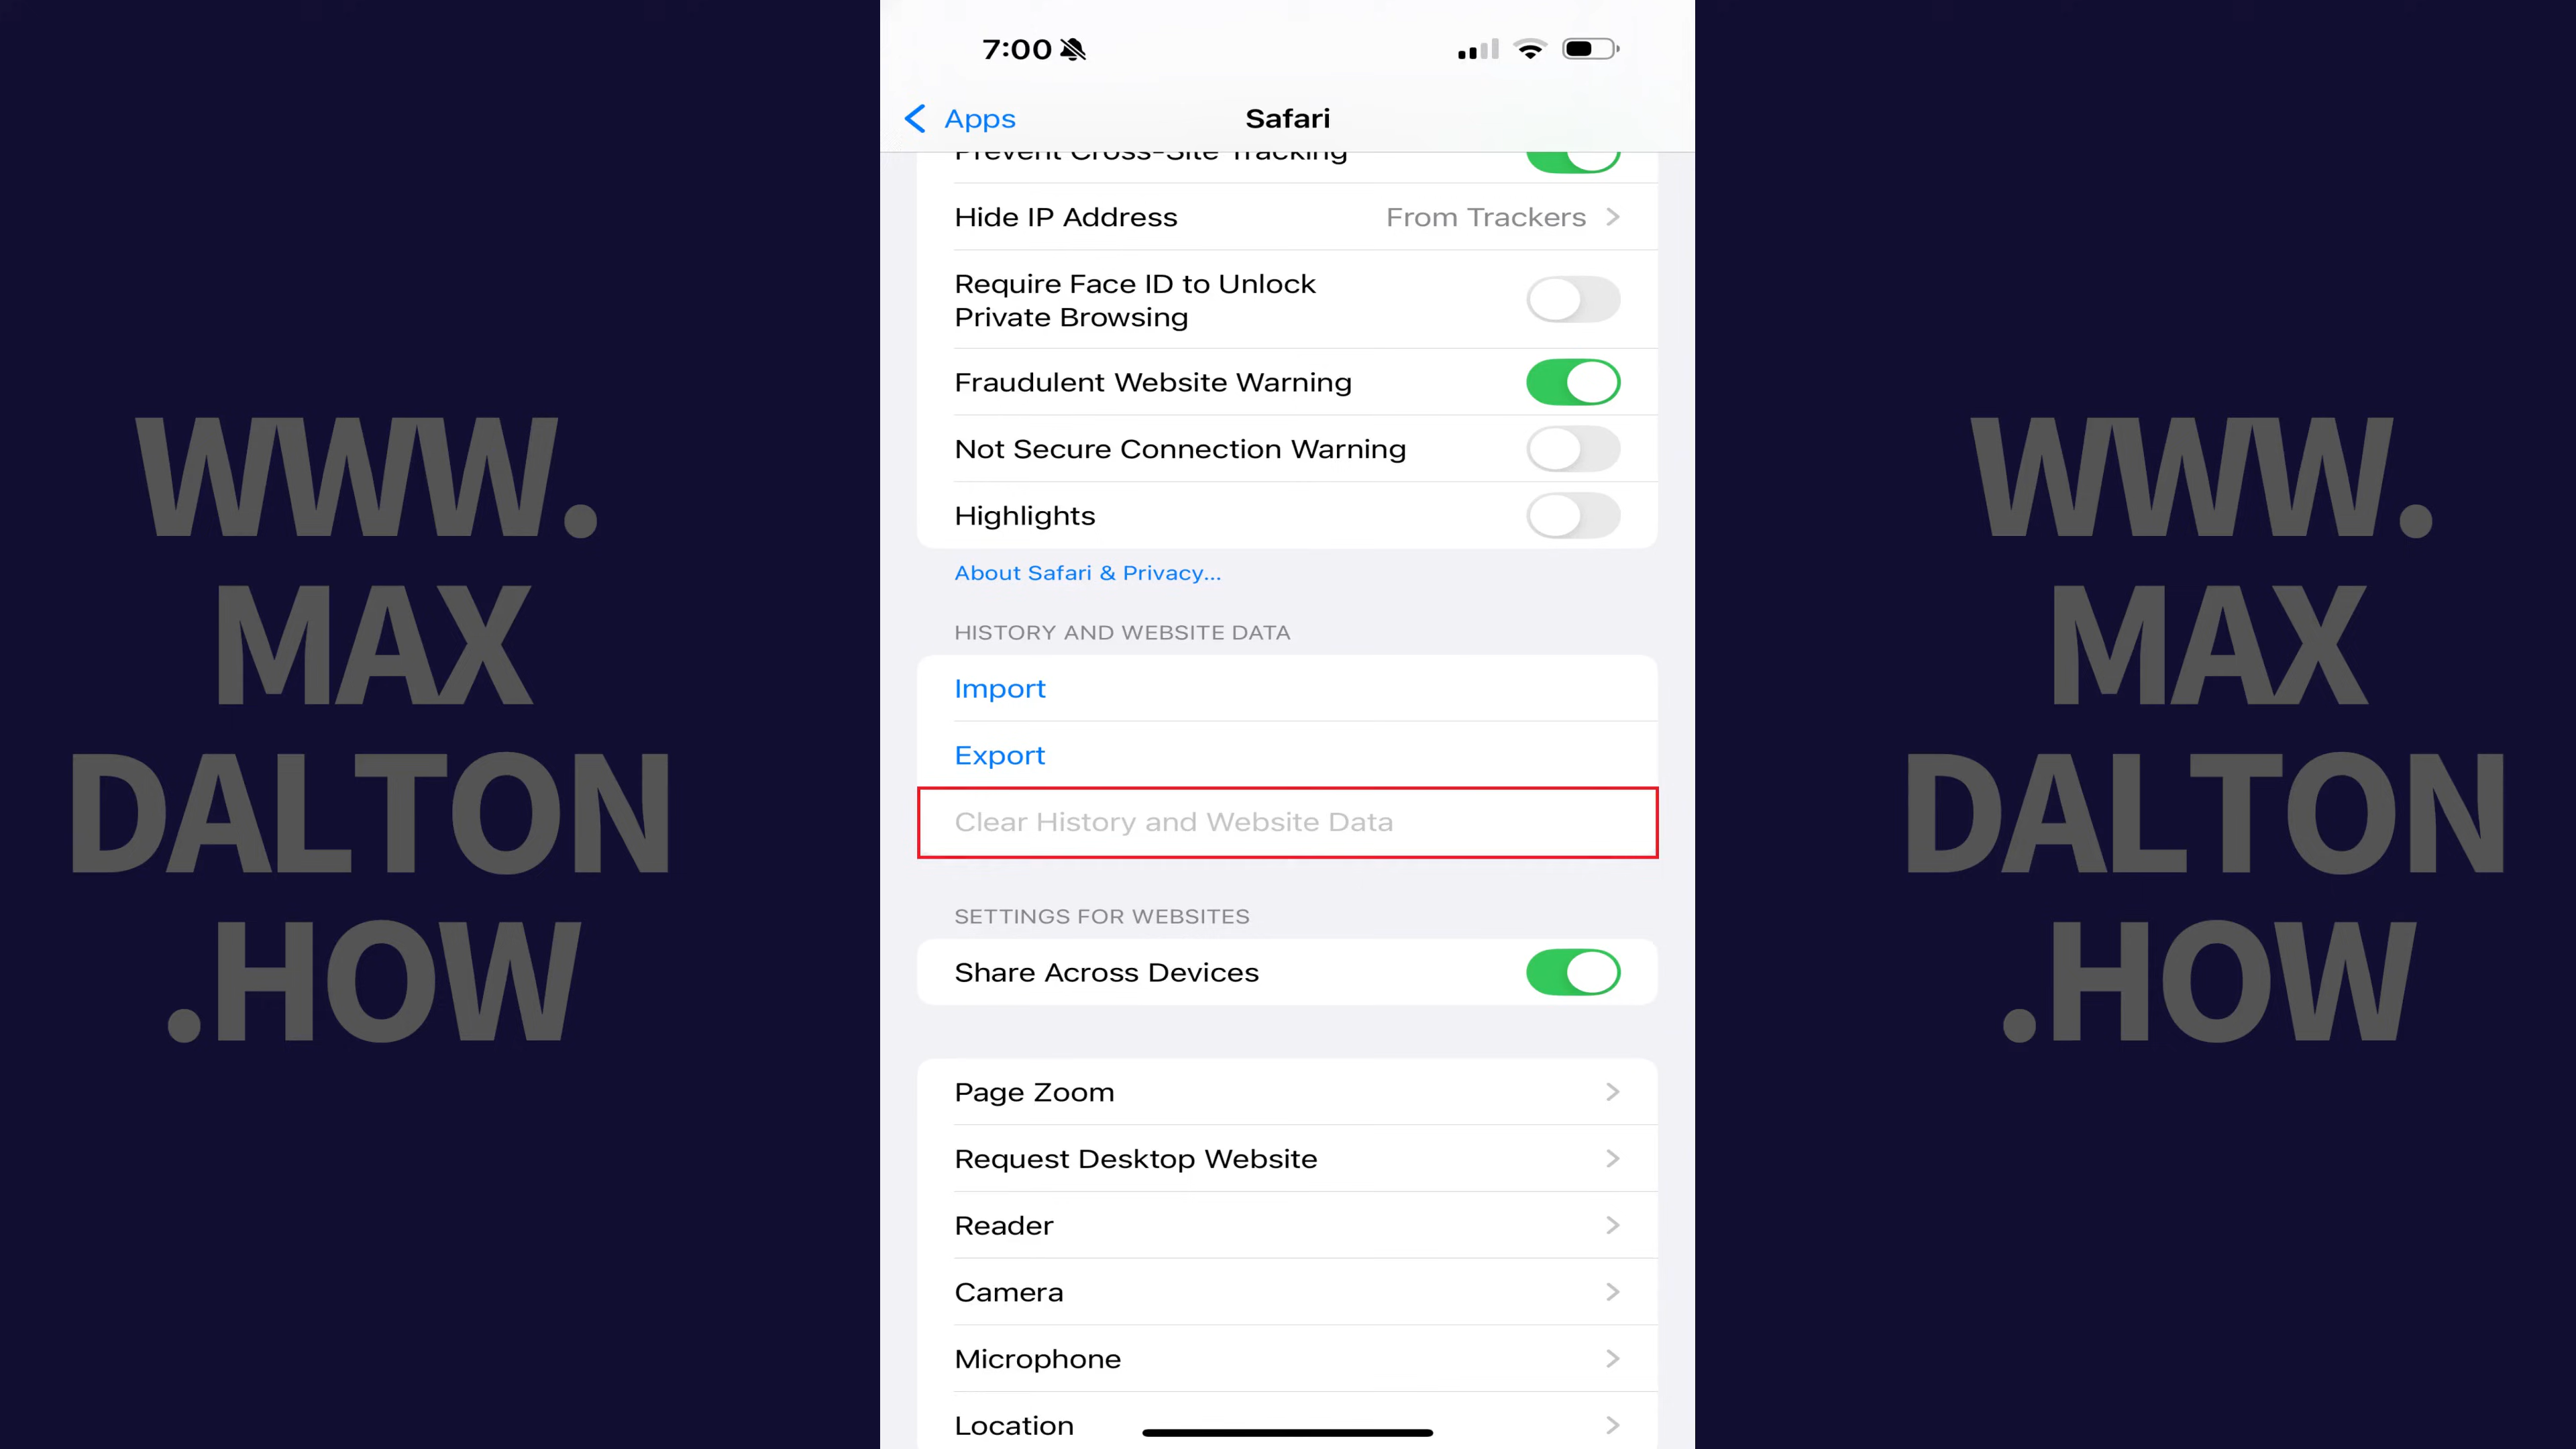 WWW.
MAX
DALTON
.HOW
7:00
Apps
Safari
Prevent Cross-Site Tracking
Hide IP Address From Trackers
Require Face ID to Unlock
Private Browsing
Fraudulent Website Warning
Not Secure Connection Warning
Highlights
About Safari & Privacy...
HISTORY AND WEBSITE DATA
Import
Export
Clear History and Website Data
SETTINGS FOR WEBSITES
Share Across Devices
Page Zoom
Request Desktop Website
Reader
Camera
Microphone
Location
WWW.
MAX
DALTON
.HOW